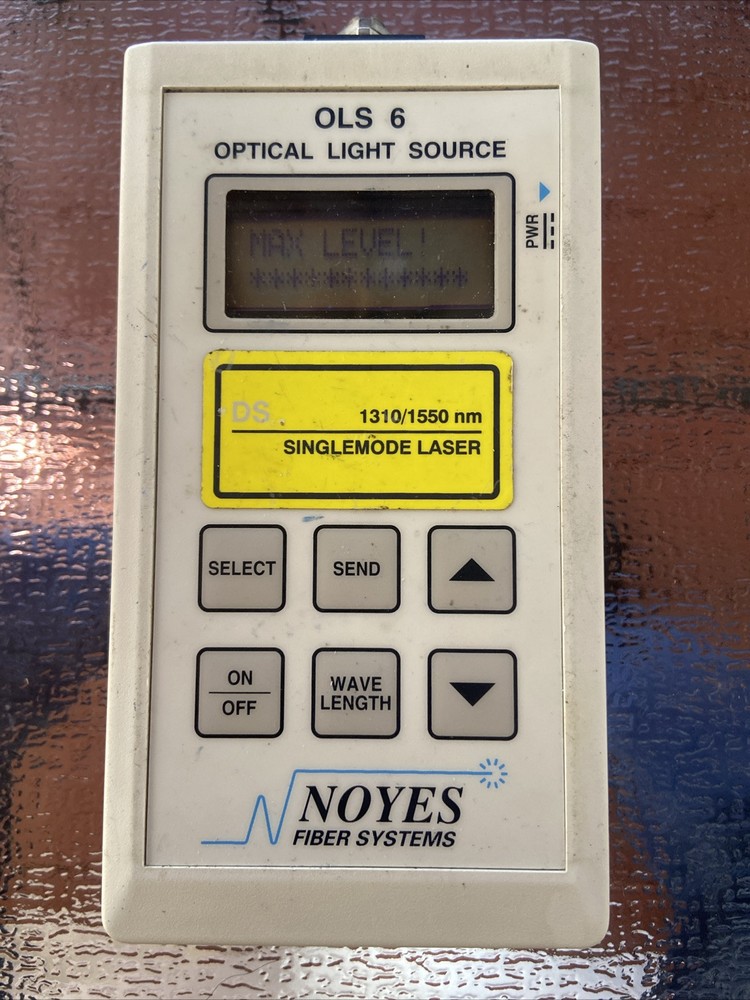 OLS 6
OPTICAL LIGHT SOURCE
PWR
MAX LEVEL!
************
DS
1310/1550 nm
SINGLEMODE LASER
SELECT
SEND
ON
OFF
WAVE
LENGTH
NOYES
FIBER SYSTEMS